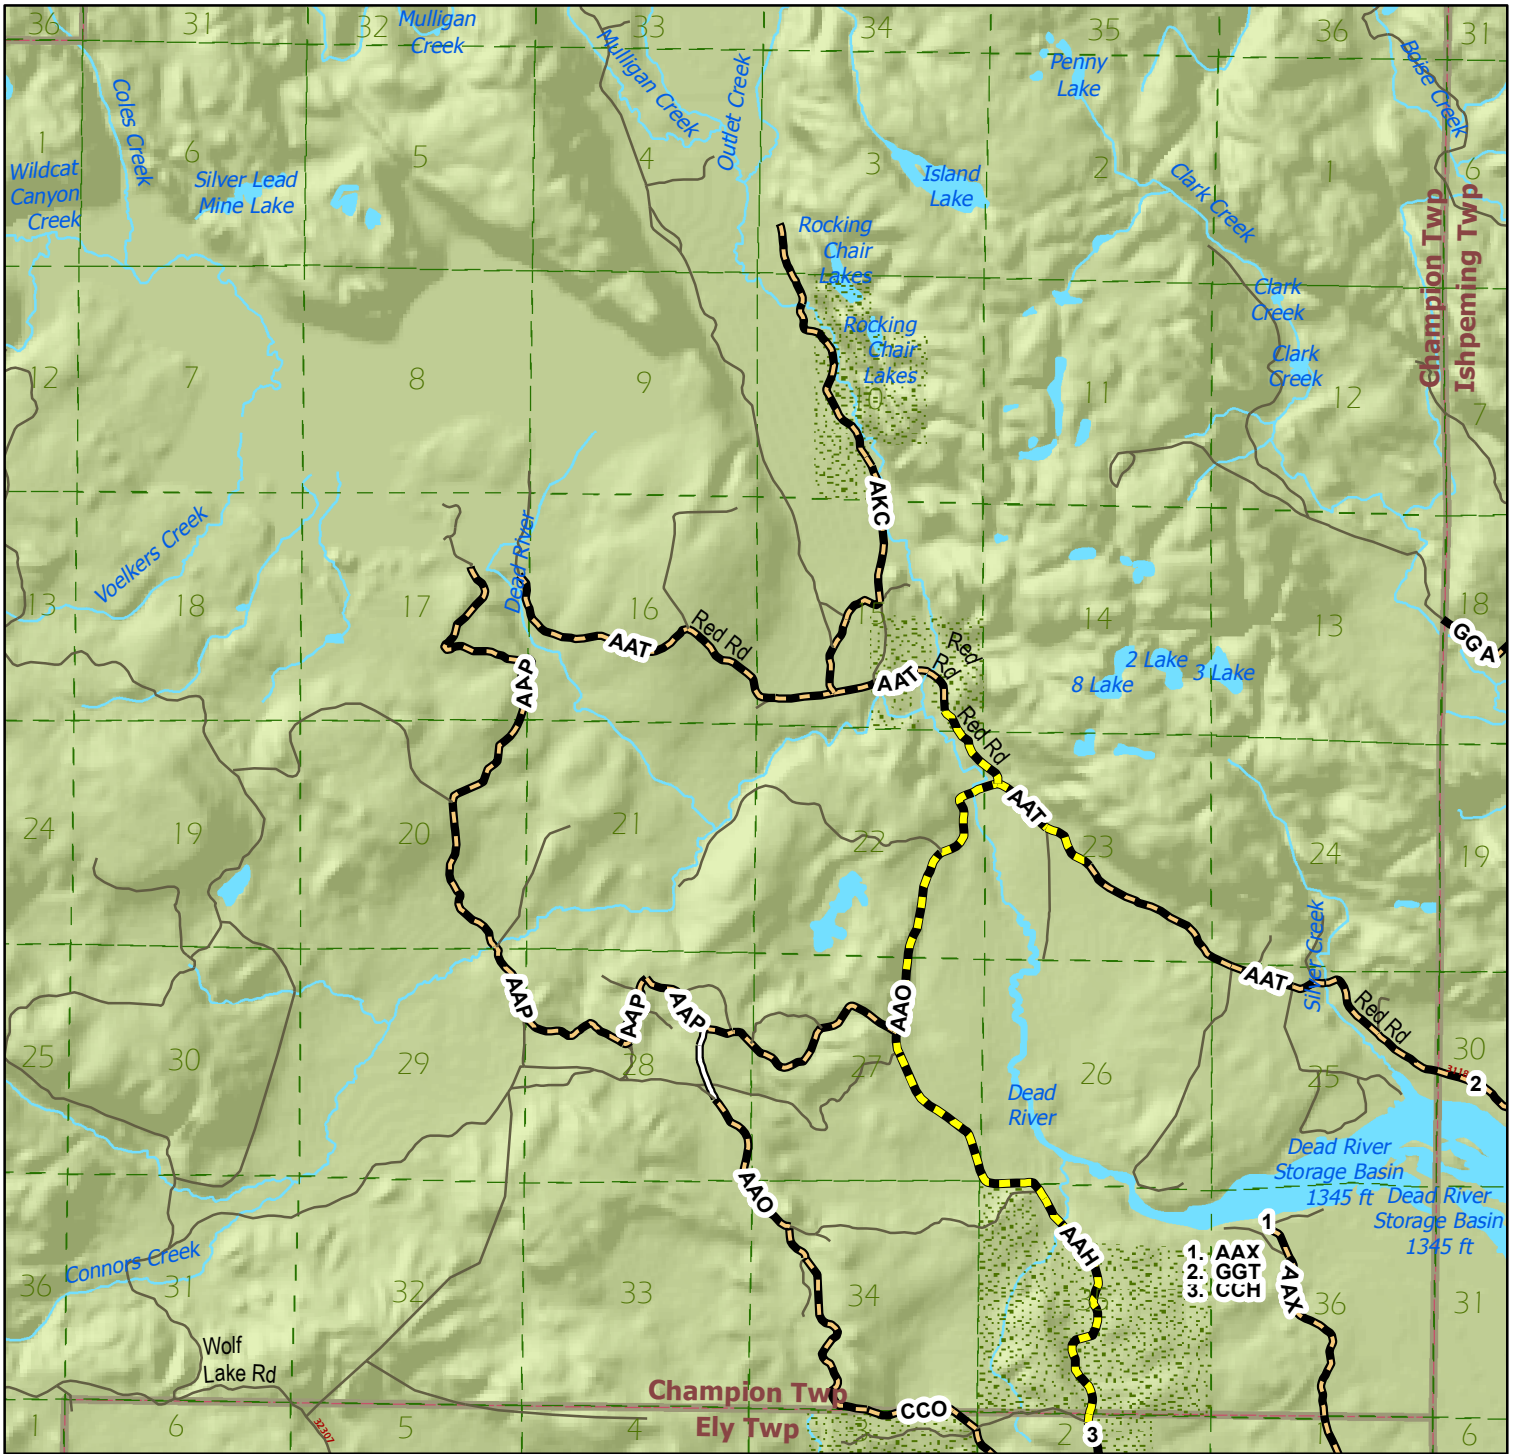 36
31
32
Mulligan
Creek
33
34
35
36
31
Mulligan Creek
Outlet Creek
Penny
Lake
Boise Creek
Coles Creek
1
6
5
4
3
2
1
6
Wildcat
Canyon
Creek
Silver Lead
Mine Lake
Island
Lake
Clark Creek
Champion Twp
Ishpeming Twp
Rocking
Chair
Lakes
Clark
Creek
Rocking
Chair
Lakes
Clark
Creek
12
7
8
9
0
11
12
7
AKC
Voelkers Creek
Dead River
13
18
17
16
14
13
18
AAT
Red Rd
Red
Rd
GGA
AAP
AAT
8 Lake
2 Lake
3 Lake
Red Rd
AAT
24
19
20
21
22
23
24
19
Silver Creek
AAP
AAP
AAP
AAO
AAT
Red Rd
25
30
29
28
27
26
25
30
3118
2
Dead
River
Dead River
Storage Basin
1345 ft
Dead River
Storage Basin
1345 ft
AAO
AAH
1
1. AAX
2. GGT
3. CCH
AAX
Connors Creek
36
31
32
33
34
36
31
Wolf
Lake Rd
Champion Twp
Ely Twp
CCO
32307
1
6
5
3
2
3
1
6